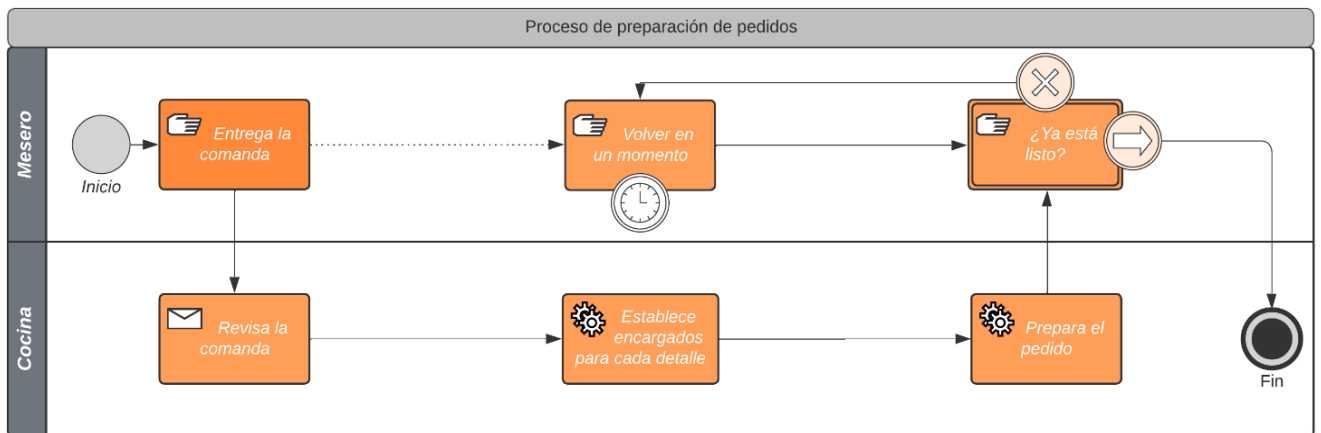 Proceso de preparación de pedidos
Mesero
Inicio
Entrega la
comanda
Volver en
un momento
¿Ya está
listo?
Cocina
Revisa la
comanda
Establece
encargados
para cada detalle
Prepara el
pedido
Fin